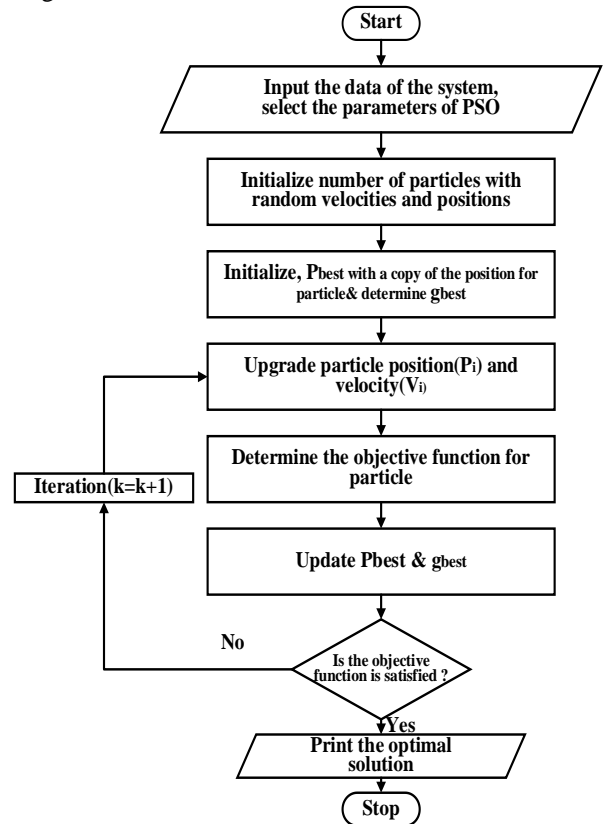 Start
Input the data of the system,
select the parameters of PSO
Initialize number of particles with
random velocities and positions
Initialize, Pbest with a copy of the position for
particle& determine gbest
Upgrade particle position(Pi) and
velocity(Vi)
Determine the objective function for
particle
Iteration(k=k+1)
Update Pbest & gbest
No
Is the objective
function is satisfied ?
Yes
Print the optimal
solution
Stop